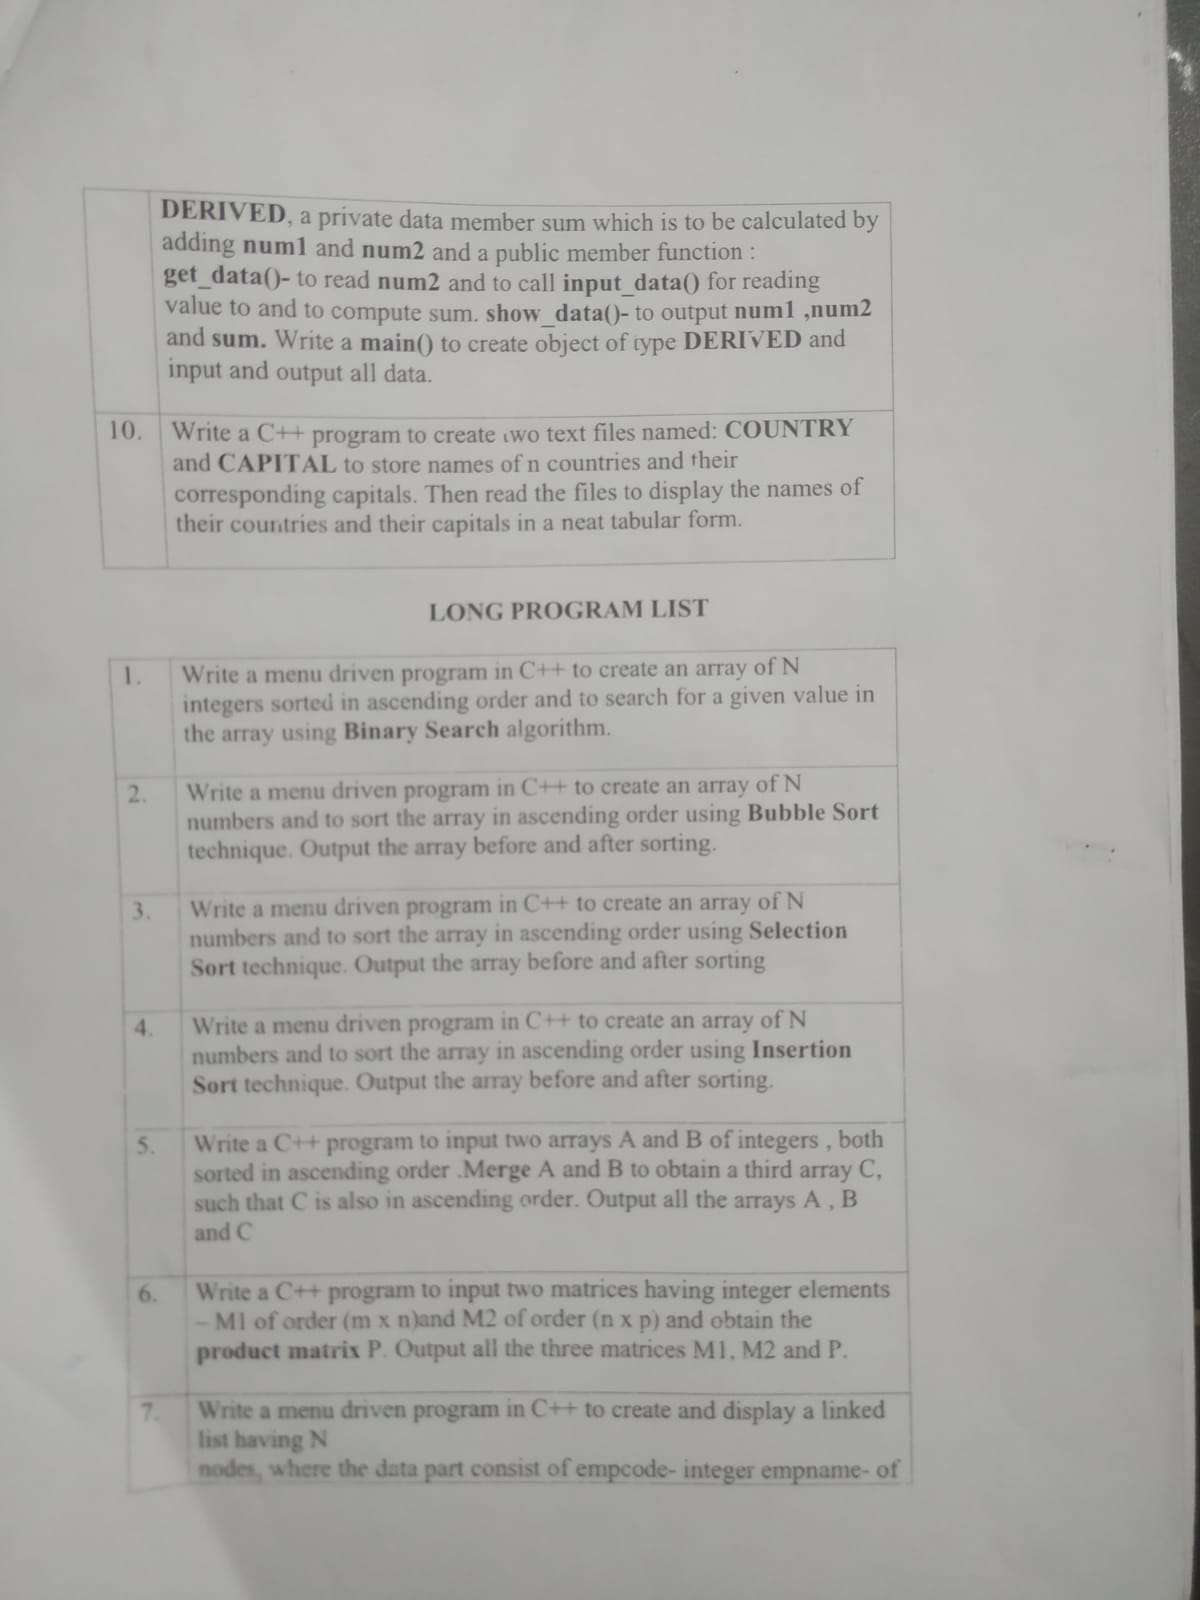 DERIVED, a private data member sum which is to be calculated by
adding num1 and num2 and a public member function :
get_data()- to read num2 and to call input_data() for reading
value to and to compute sum. show_data()- to output num1 ,num2
and sum. Write a main() to create object of type DERIVED and
input and output all data.
10. Write a C++ program to create two text files named: COUNTRY
and CAPITAL to store names of n countries and their
corresponding capitals. Then read the files to display the names of
their countries and their capitals in a neat tabular form.
LONG PROGRAM LIST
1. Write a menu driven program in C++ to create an array of N
integers sorted in ascending order and to search for a given value in
the array using Binary Search algorithm.
2. Write a menu driven program in C++ to create an array of N
numbers and to sort the array in ascending order using Bubble Sort
technique. Output the array before and after sorting.
3. Write a menu driven program in C++ to create an array of N
numbers and to sort the array in ascending order using Selection
Sort technique. Output the array before and after sorting
4. Write a menu driven program in C++ to create an array of N
numbers and to sort the array in ascending order using Insertion
Sort technique. Output the array before and after sorting.
5. Write a C++ program to input two arrays A and B of integers , both
sorted in ascending order .Merge A and B to obtain a third array C,
such that C is also in ascending order. Output all the arrays A , B
and C
6. Write a C++ program to input two matrices having integer elements
– M1 of order (m x n)and M2 of order (n x p) and obtain the
product matrix P. Output all the three matrices M1, M2 and P.
7. Write a menu driven program in C++ to create and display a linked
list having N
nodes, where the data part consist of empcode- integer empname- of